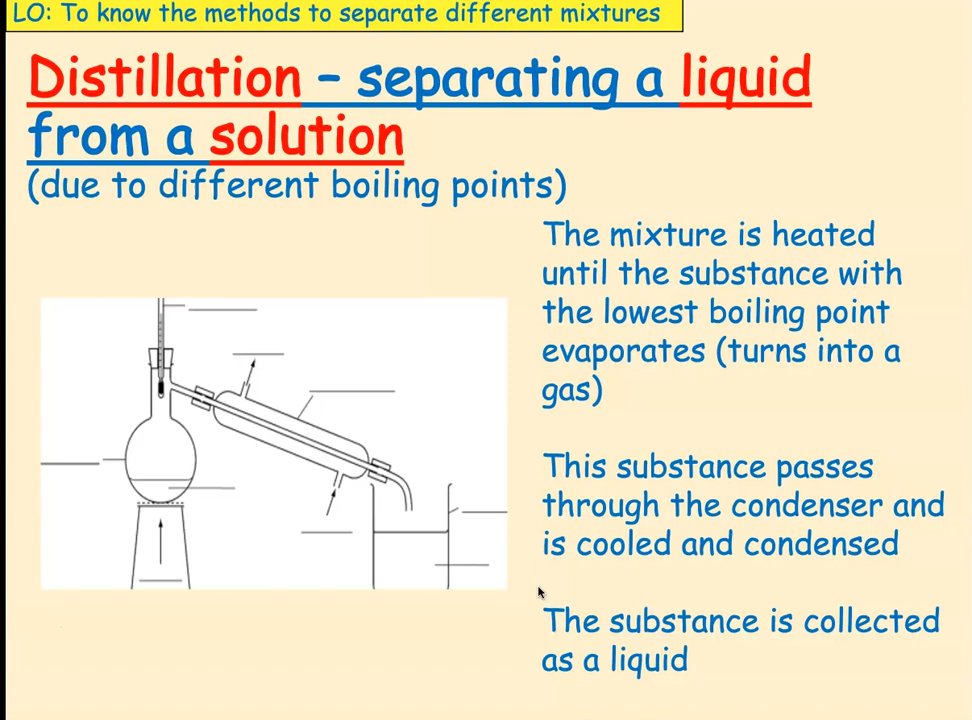 LO: To know the methods to separate different mixtures
Distillation – separating a liquid
from a solution
(due to different boiling points)
The mixture is heated
until the substance with
the lowest boiling point
evaporates (turns into a
gas)
This substance passes
through the condenser and
is cooled and condensed
The substance is collected
as a liquid